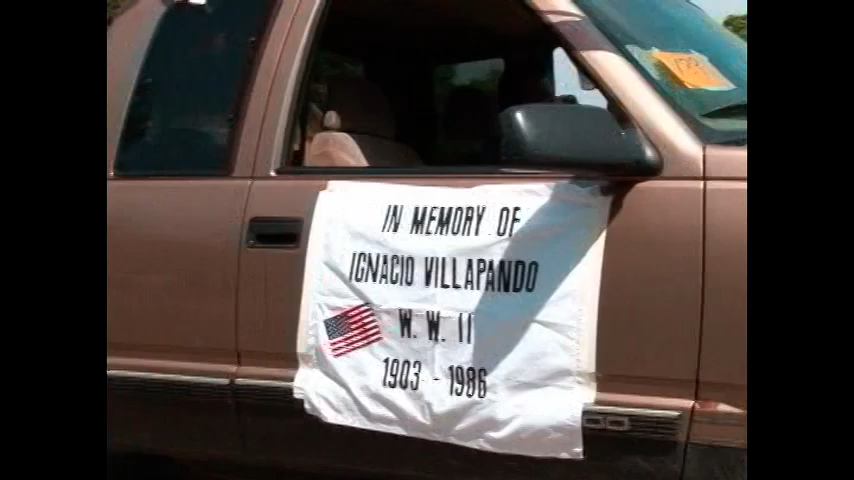 IN MEMORY OF
IGNACIO VILLAPANDO
W. W. II
1903 - 1986